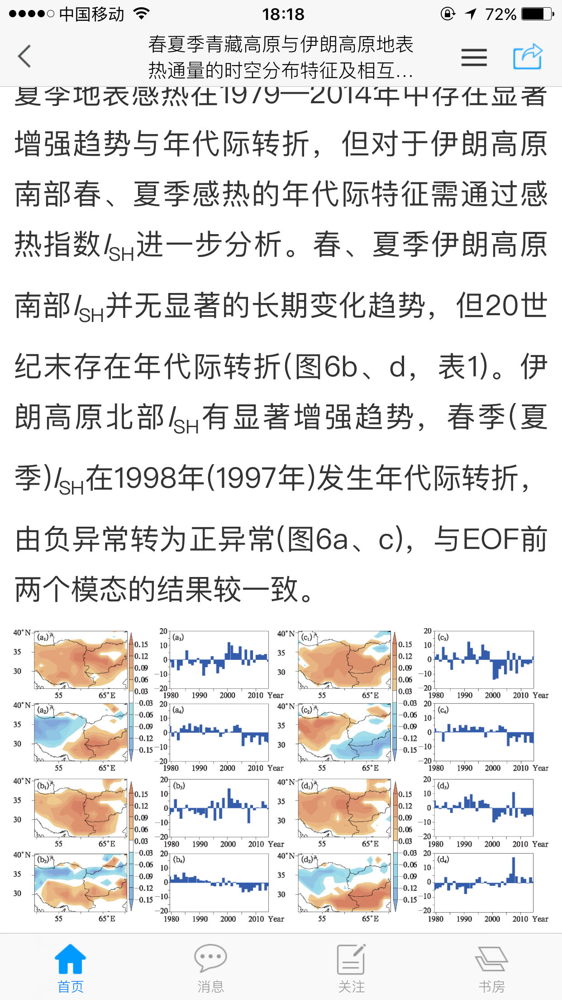 中国移动
18:18
72%
春夏季青藏高原与伊朗高原地表
热通量的时空分布特征及相互...
夏季地表感热在1979—2014年中存在显著
增强趋势与年代际转折，但对于伊朗高原
南部春、夏季感热的年代际特征需通过感
热指数ISH进一步分析。春、夏季伊朗高原
南部ISH并无显著的长期变化趋势，但20世
纪末存在年代际转折(图6b、d，表1)。伊
朗高原北部ISH有显著增强趋势，春季(夏
季)ISH在1998年(1997年)发生年代际转折，
由负异常转为正异常(图6a、c)，与EOF前
两个模态的结果较一致。
40°N 35 30 (a1) 55 65°E
0.15 0.12 0.09 0.06 0.03 −0.03 −0.06 −0.09 −0.12 −0.15
20 10 0 −10 −20 (a3) 1980 1990 2000 2010 Year
40°N 35 30 (c1) 55 65°E
0.15 0.12 0.09 0.06 0.03 −0.03 −0.06 −0.09 −0.12 −0.15
20 10 0 −10 −20 (c3) 1980 1990 2000 2010 Year
40°N 35 30 (a2) 55 65°E
20 10 0 −10 −20 (a4) 1980 1990 2000 2010 Year
40°N 35 30 (c2) 55 65°E
20 10 0 −10 −20 (c4) 1980 1990 2000 2010 Year
40°N 35 30 (b1) 55 65°E
0.15 0.12 0.09 0.06 0.03 −0.03 −0.06 −0.09 −0.12 −0.15
20 10 0 −10 −20 (b3) 1980 1990 2000 2010 Year
40°N 35 30 (d1) 55 65°E
0.15 0.12 0.09 0.06 0.03 −0.03 −0.06 −0.09 −0.12 −0.15
20 10 0 −10 −20 (d3) 1980 1990 2000 2010 Year
40°N 35 30 (b2) 55 65°E
20 10 0 −10 −20 (b4) 1980 1990 2000 2010 Year
40°N 35 30 (d2) 55 65°E
20 10 0 −10 −20 (d4) 1980 1990 2000 2010 Year
首页 消息 关注 书房